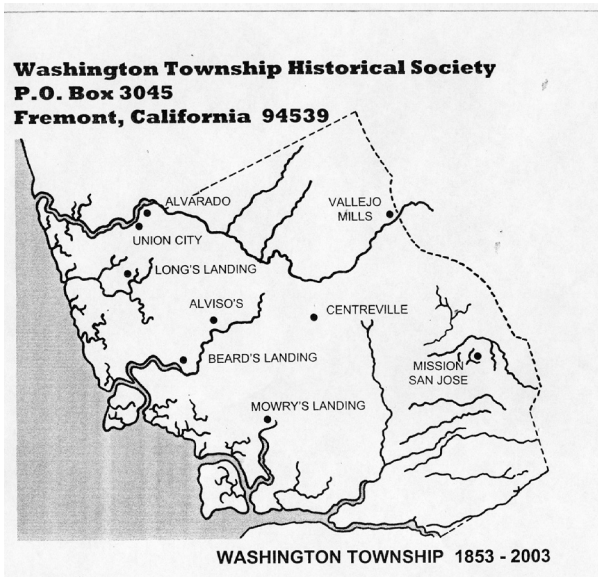 Washington Township Historical Society
P.O. Box 3045
Fremont, California 94539
ALVARADO
VALLEJO
MILLS
UNION CITY
LONG'S LANDING
ALVISO'S
CENTREVILLE
BEARD'S LANDING
MISSION
SAN JOSE
MOWRY'S LANDING
WASHINGTON TOWNSHIP 1853 - 2003